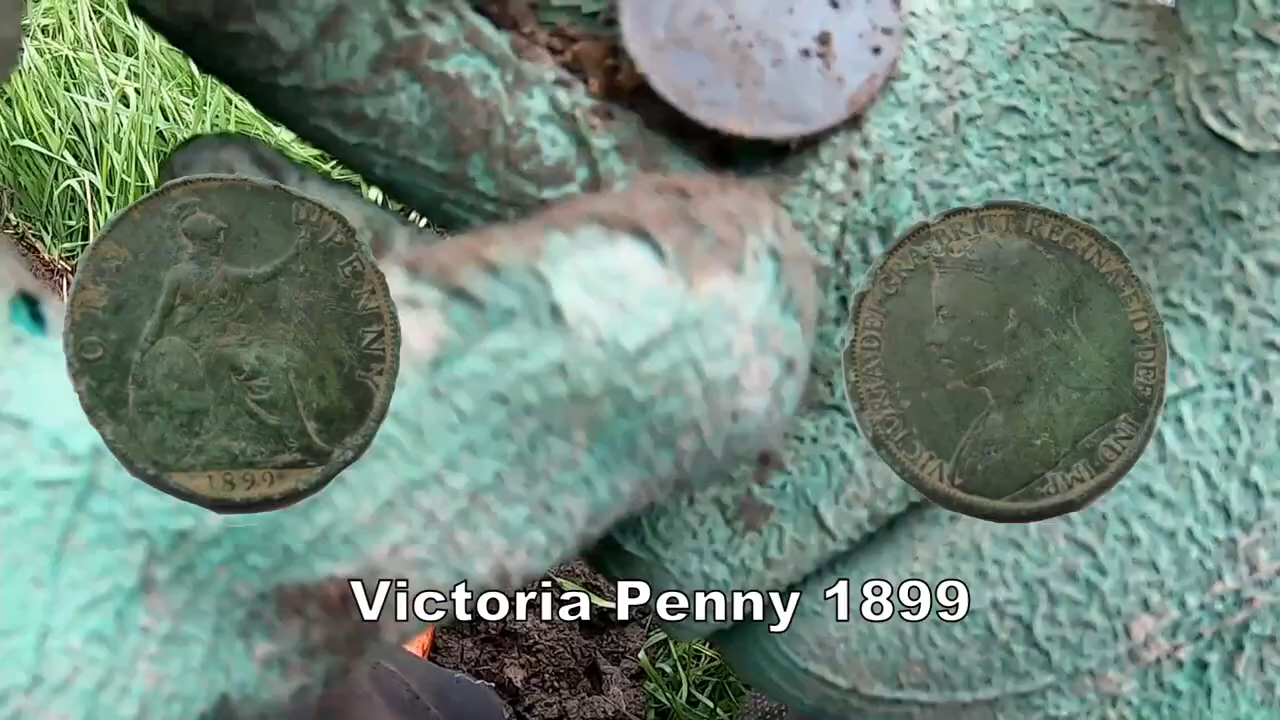 ONE PENNY
1899
VICTORIA·DEI·GRA·BRITT·REGINA·FID·DEF· IND·IMP·
Victoria Penny 1899